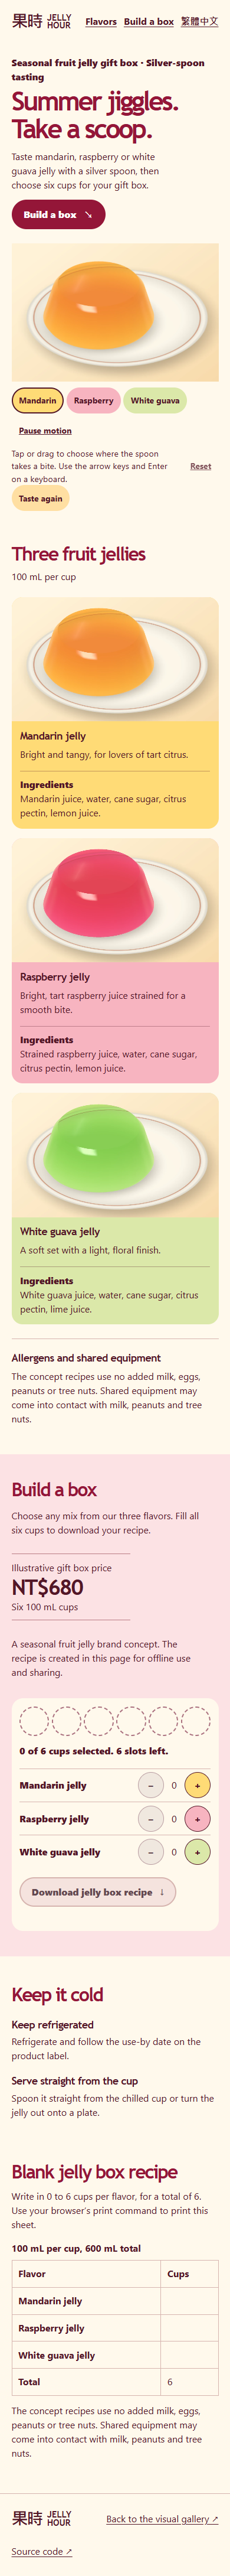 果時 JELLY HOUR
Flavors Build a box 繁體中文
Seasonal fruit jelly gift box · Silver-spoon
tasting
Summer jiggles.
Take a scoop.
Taste mandarin, raspberry or white
guava jelly with a silver spoon, then
choose six cups for your gift box.
Build a box ↘
Mandarin Raspberry White guava
Pause motion
Tap or drag to choose where the spoon
takes a bite. Use the arrow keys and Enter
on a keyboard.
Reset
Taste again
Three fruit jellies
100 mL per cup
Mandarin jelly
Bright and tangy, for lovers of tart citrus.
Ingredients
Mandarin juice, water, cane sugar, citrus
pectin, lemon juice.
Raspberry jelly
Bright, tart raspberry juice strained for a
smooth bite.
Ingredients
Strained raspberry juice, water, cane sugar,
citrus pectin, lemon juice.
White guava jelly
A soft set with a light, floral finish.
Ingredients
White guava juice, water, cane sugar, citrus
pectin, lime juice.
Allergens and shared equipment
The concept recipes use no added milk, eggs,
peanuts or tree nuts. Shared equipment may
come into contact with milk, peanuts and tree
nuts.
Build a box
Choose any mix from our three flavors. Fill all
six cups to download your recipe.
Illustrative gift box price
NT$680
Six 100 mL cups
A seasonal fruit jelly brand concept. The
recipe is created in this page for offline use
and sharing.
0 of 6 cups selected. 6 slots left.
Mandarin jelly − 0 +
Raspberry jelly − 0 +
White guava jelly − 0 +
Download jelly box recipe ↓
Keep it cold
Keep refrigerated
Refrigerate and follow the use-by date on the
product label.
Serve straight from the cup
Spoon it straight from the chilled cup or turn the
jelly out onto a plate.
Blank jelly box recipe
Write in 0 to 6 cups per flavor, for a total of 6.
Use your browser's print command to print this
sheet.
100 mL per cup, 600 mL total
Flavor Cups
Mandarin jelly
Raspberry jelly
White guava jelly
Total 6
The concept recipes use no added milk, eggs,
peanuts or tree nuts. Shared equipment may
come into contact with milk, peanuts and tree
nuts.
果時 JELLY HOUR
Back to the visual gallery ↗
Source code ↗